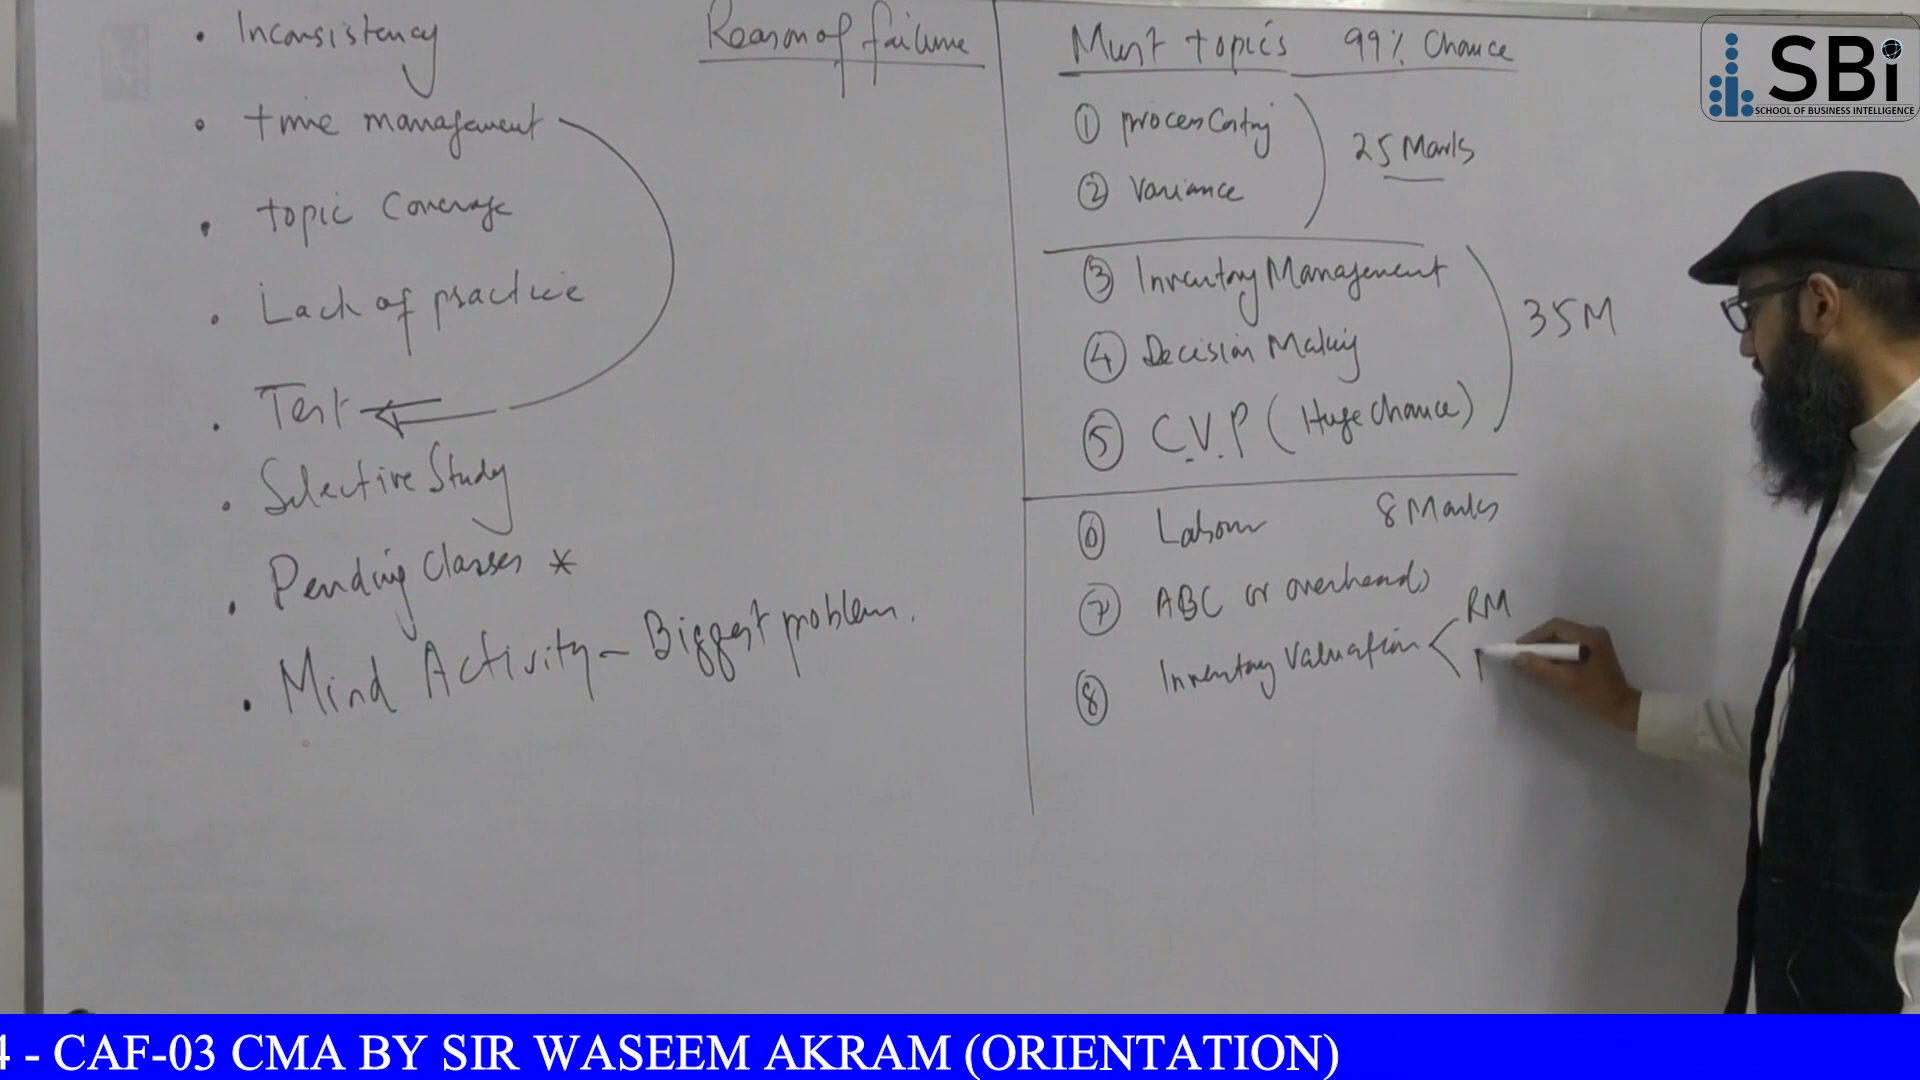 Reason of failure
• Inconsistency
• time management
• topic Coverage
• Lack of practice
• Test
• Selective Study
• Pending Classes *
• Mind Activity - Biggest problem.
Must topics 99% Chance
① process Costing
② Variance
25 Marks
③ Inventory Management
④ Decision Making
⑤ C.V.P (Huge Chance)
35 M
⑥ Labour 8 Marks
⑦ ABC or overheads
⑧ Inventory Valuation < RM
SBi
SCHOOL OF BUSINESS INTELLIGENCE
4 - CAF-03 CMA BY SIR WASEEM AKRAM (ORIENTATION)